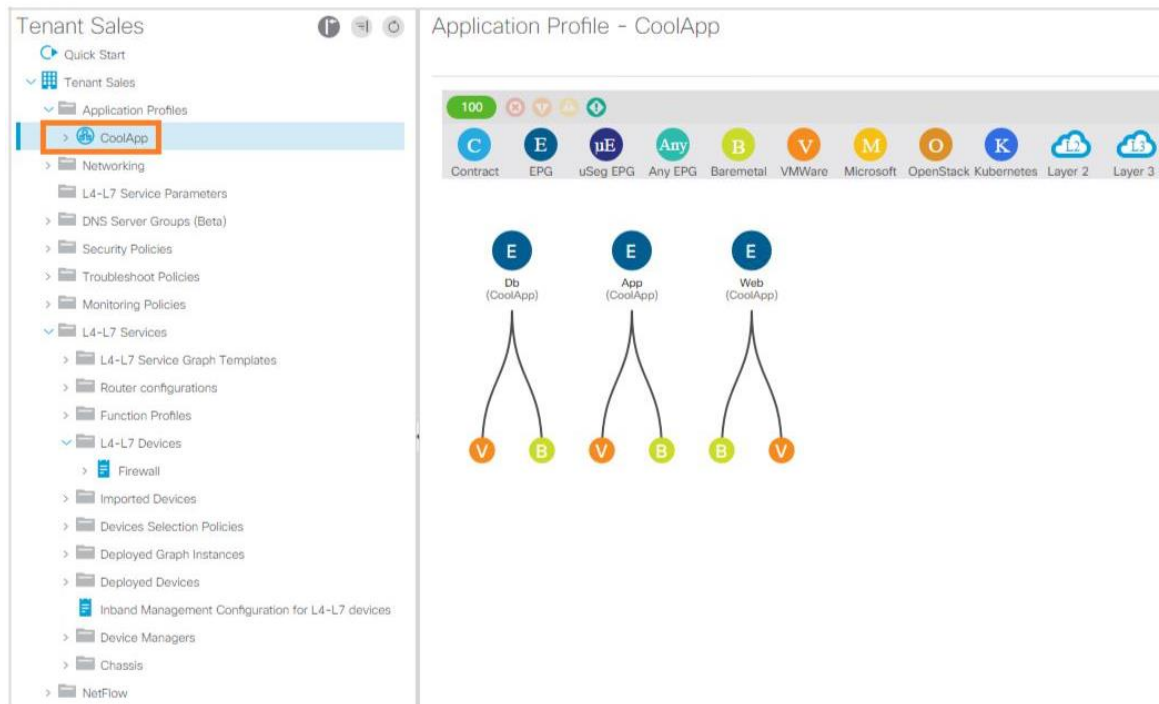 Tenant Sales
Quick Start
Tenant Sales
Application Profiles
CoolApp
Networking
L4-L7 Service Parameters
DNS Server Groups (Beta)
Security Policies
Troubleshoot Policies
Monitoring Policies
L4-L7 Services
L4-L7 Service Graph Templates
Router configurations
Function Profiles
L4-L7 Devices
Firewall
Imported Devices
Devices Selection Policies
Deployed Graph Instances
Deployed Devices
Inband Management Configuration for L4-L7 devices
Device Managers
Chassis
NetFlow
Application Profile - CoolApp
100
C E µE Any B V M O K L2 L3
Contract EPG uSeg EPG Any EPG Baremetal VMWare Microsoft OpenStack Kubernetes Layer 2 Layer 3
E E E
Db App Web
(CoolApp) (CoolApp) (CoolApp)
V B V B B V